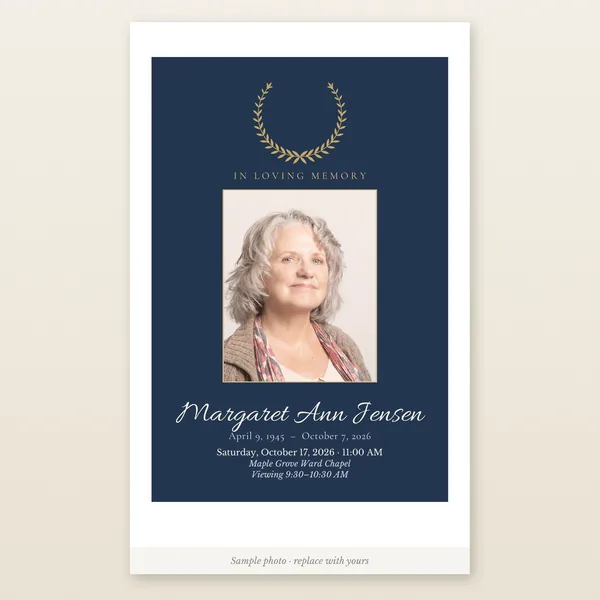 IN LOVING MEMORY
Margaret Ann Jensen
April 9, 1945 – October 7, 2026
Saturday, October 17, 2026 · 11:00 AM
Maple Grove Ward Chapel
Viewing 9:30–10:30 AM
Sample photo · replace with yours